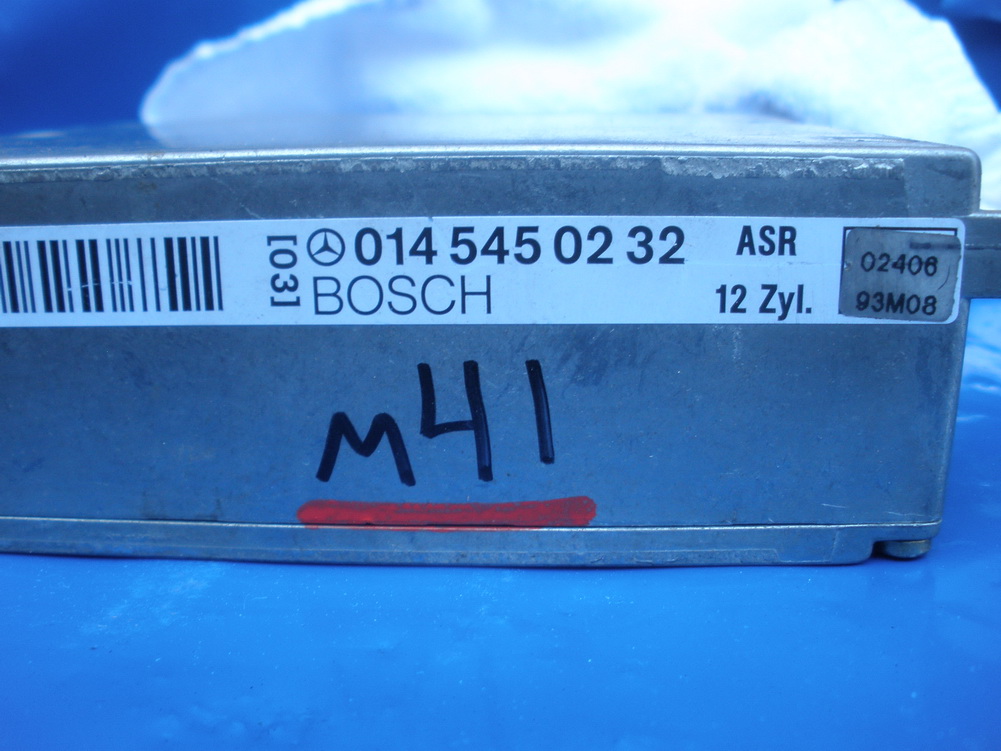 [03]
014 545 02 32
BOSCH
ASR
12 Zyl.
02406
93M08
M41